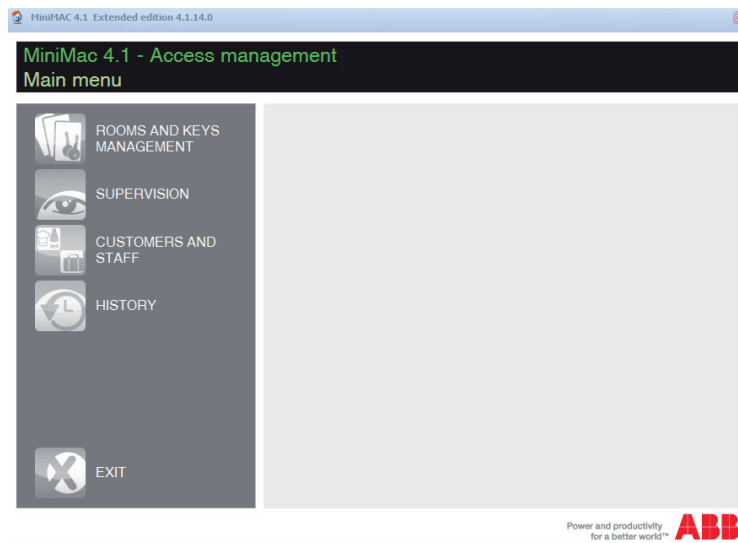 MiniMAC 4.1 Extended edition 4.1.14.0
MiniMac 4.1 - Access management
Main menu
ROOMS AND KEYS
MANAGEMENT
SUPERVISION
CUSTOMERS AND
STAFF
HISTORY
EXIT
Power and productivity
for a better world™
ABB